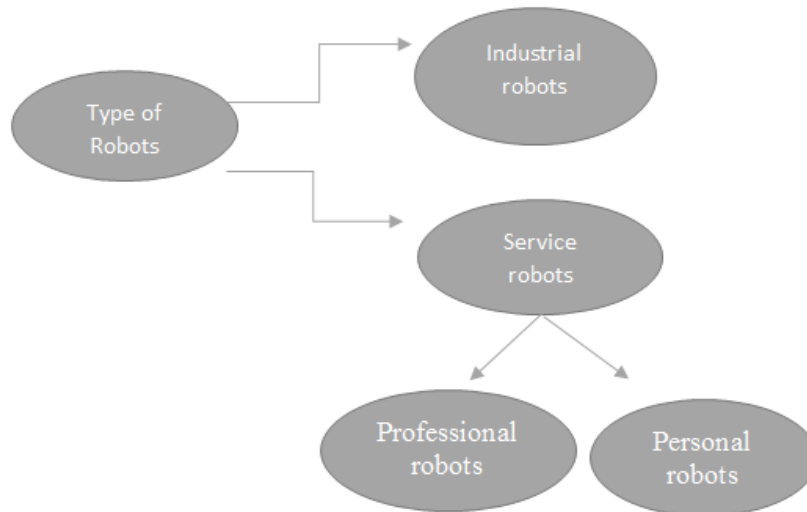 Type of
Robots
Industrial
robots
Service
robots
Professional
robots
Personal
robots